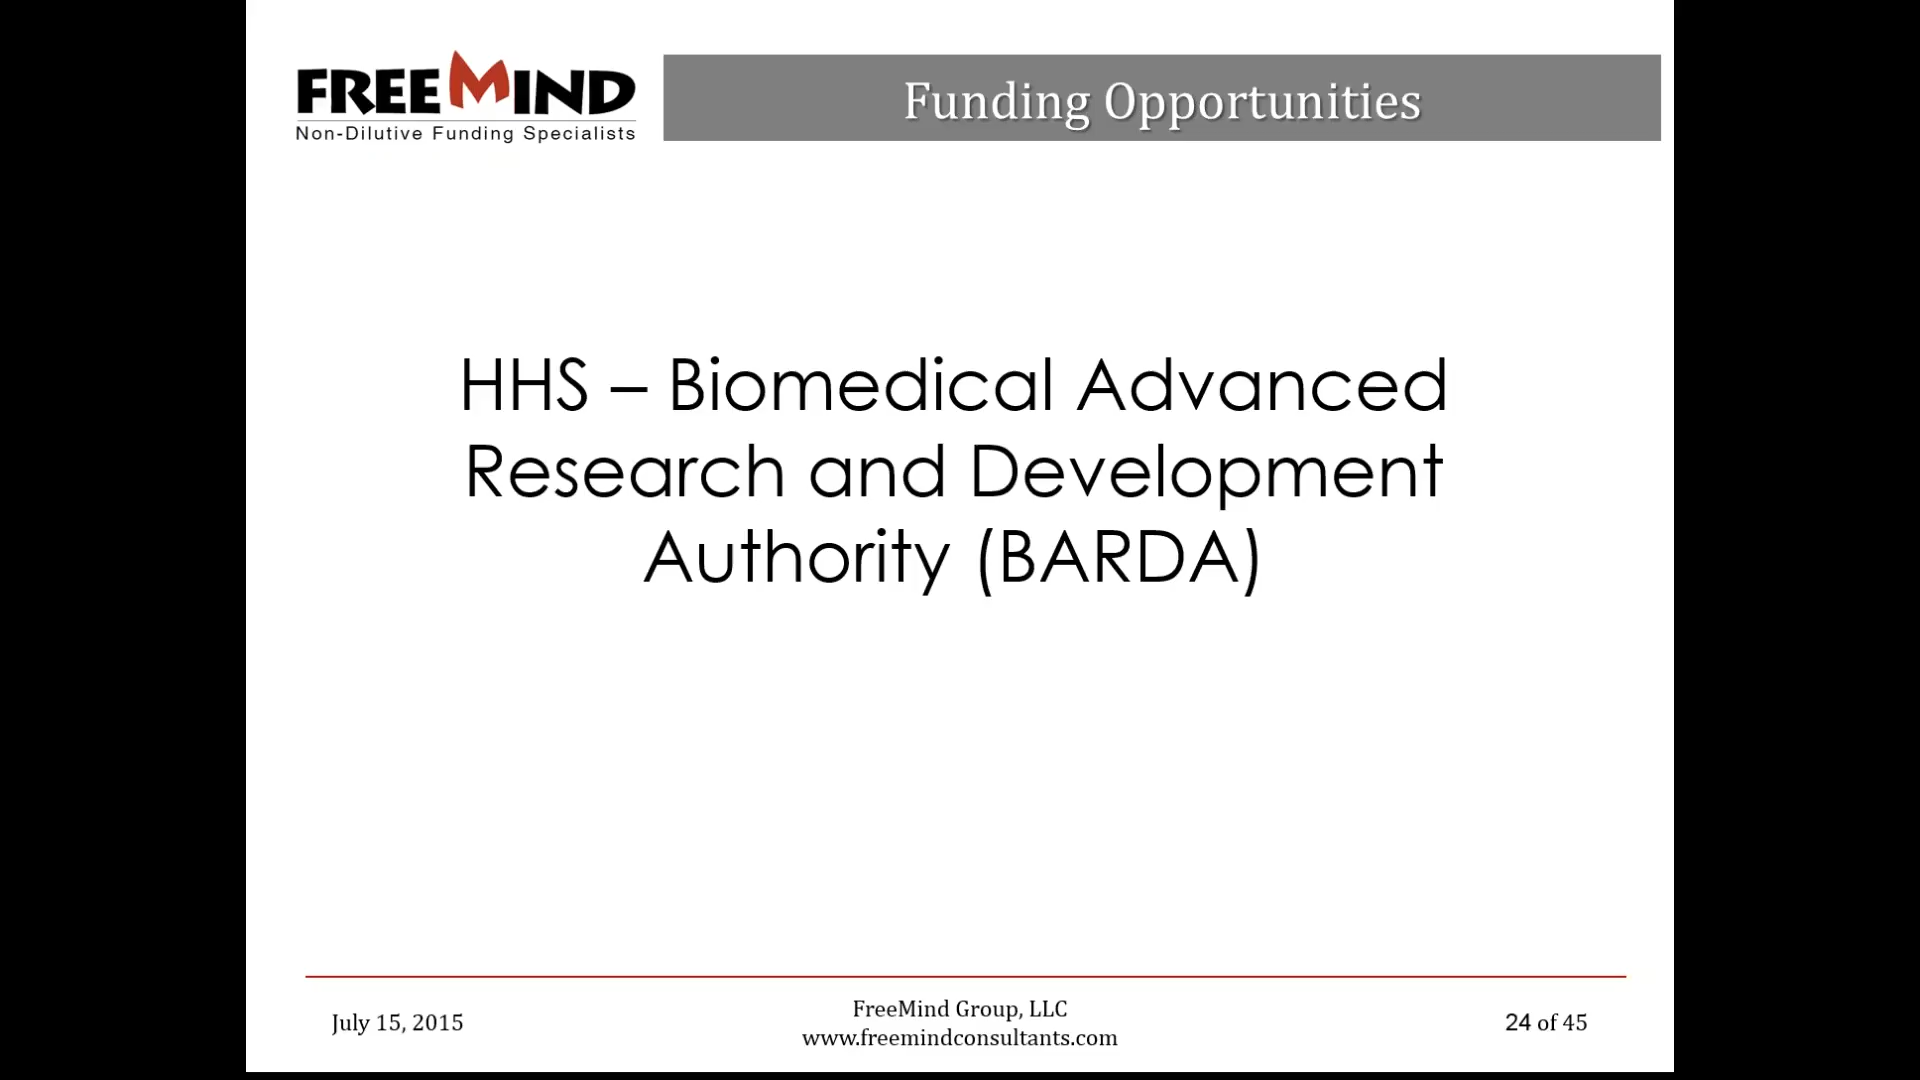 FREEMIND
Non-Dilutive Funding Specialists
Funding Opportunities
HHS – Biomedical Advanced
Research and Development
Authority (BARDA)
July 15, 2015
FreeMind Group, LLC
www.freemindconsultants.com
24 of 45